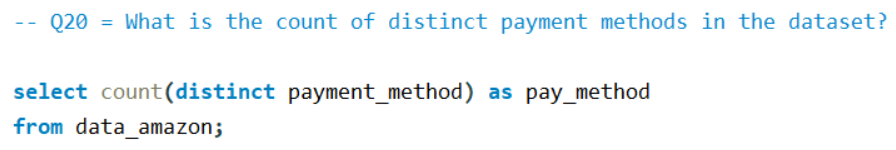 -- Q20 = What is the count of distinct payment methods in the dataset?
select count(distinct payment_method) as pay_method
from data_amazon;